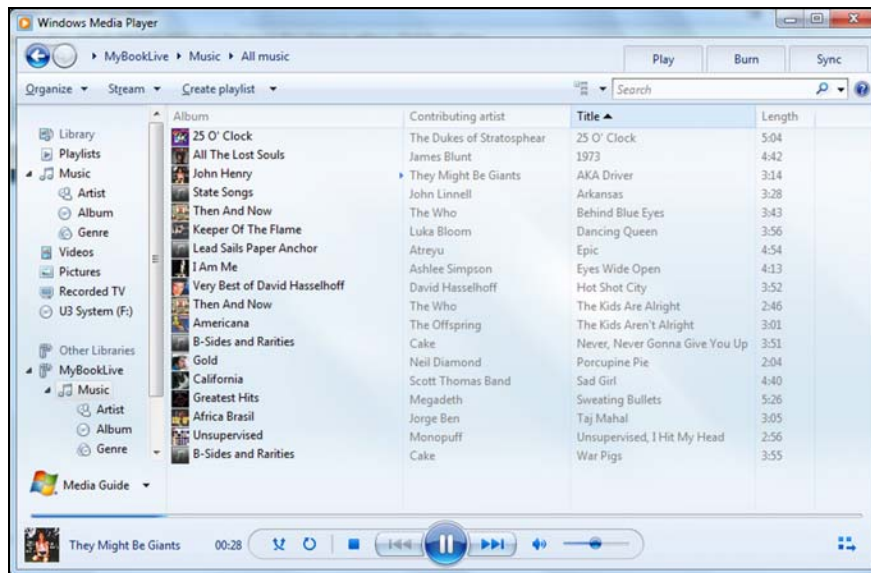 Windows Media Player
MyBookLive Music All music
Play Burn Sync
Organize Stream Create playlist Search
Album Contributing artist Title Length
Library
Playlists
Music
Artist
Album
Genre
Videos
Pictures
Recorded TV
U3 System (F:)
Other Libraries
MyBookLive
Music
Artist
Album
Genre
Media Guide
25 O' Clock The Dukes of Stratosphear 25 O' Clock 5:04
All The Lost Souls James Blunt 1973 4:42
John Henry They Might Be Giants AKA Driver 3:14
State Songs John Linnell Arkansas 3:28
Then And Now The Who Behind Blue Eyes 3:43
Keeper Of The Flame Luka Bloom Dancing Queen 3:56
Lead Sails Paper Anchor Atreyu Epic 4:54
I Am Me Ashlee Simpson Eyes Wide Open 4:13
Very Best of David Hasselhoff David Hasselhoff Hot Shot City 3:52
Then And Now The Who The Kids Are Alright 2:46
Americana The Offspring The Kids Aren't Alright 3:01
B-Sides and Rarities Cake Never, Never Gonna Give You Up 3:51
Gold Neil Diamond Porcupine Pie 2:04
California Scott Thomas Band Sad Girl 4:40
Greatest Hits Megadeth Sweating Bullets 5:26
Africa Brasil Jorge Ben Taj Mahal 3:05
Unsupervised Monopuff Unsupervised, I Hit My Head 2:56
B-Sides and Rarities Cake War Pigs 3:55
They Might Be Giants 00:28